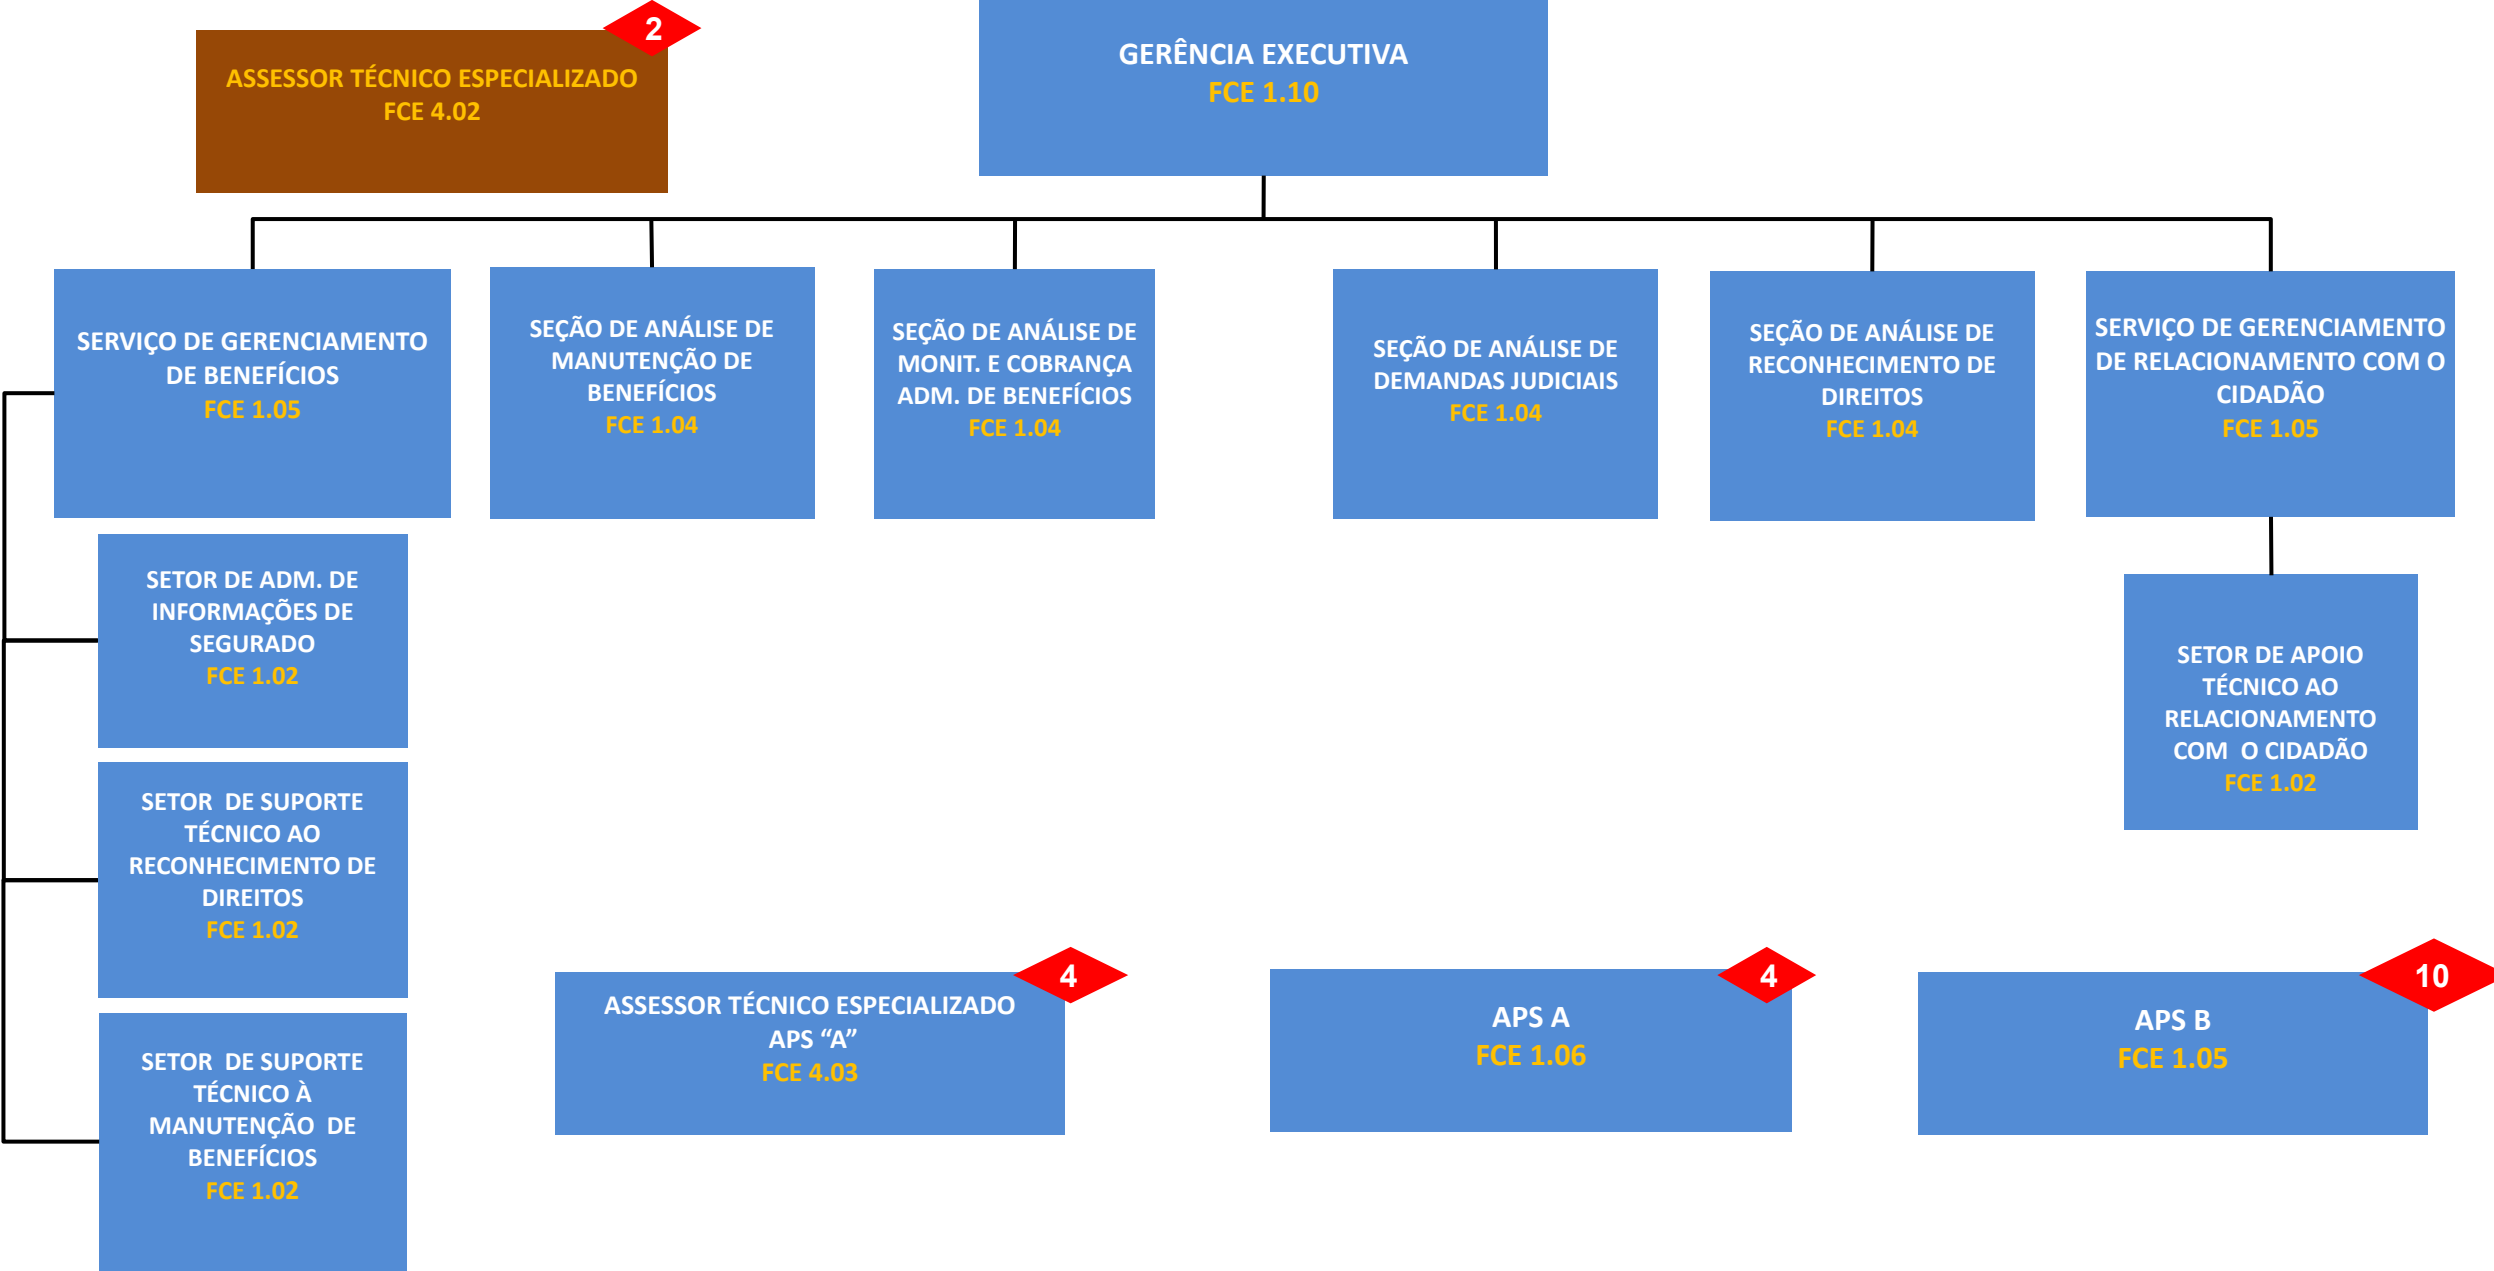 2
ASSESSOR TÉCNICO ESPECIALIZADO
FCE 4.02
GERÊNCIA EXECUTIVA
FCE 1.10
SERVIÇO DE GERENCIAMENTO
DE BENEFÍCIOS
FCE 1.05
SEÇÃO DE ANÁLISE DE
MANUTENÇÃO DE
BENEFÍCIOS
FCE 1.04
SEÇÃO DE ANÁLISE DE
MONIT. E COBRANÇA
ADM. DE BENEFÍCIOS
FCE 1.04
SEÇÃO DE ANÁLISE DE
DEMANDAS JUDICIAIS
FCE 1.04
SEÇÃO DE ANÁLISE DE
RECONHECIMENTO DE
DIREITOS
FCE 1.04
SERVIÇO DE GERENCIAMENTO
DE RELACIONAMENTO COM O
CIDADÃO
FCE 1.05
SETOR DE ADM. DE
INFORMAÇÕES DE
SEGURADO
FCE 1.02
SETOR DE APOIO
TÉCNICO AO
RELACIONAMENTO
COM O CIDADÃO
FCE 1.02
SETOR DE SUPORTE
TÉCNICO AO
RECONHECIMENTO DE
DIREITOS
FCE 1.02
SETOR DE SUPORTE
TÉCNICO À
MANUTENÇÃO DE
BENEFÍCIOS
FCE 1.02
4
ASSESSOR TÉCNICO ESPECIALIZADO
APS “A”
FCE 4.03
4
APS A
FCE 1.06
10
APS B
FCE 1.05